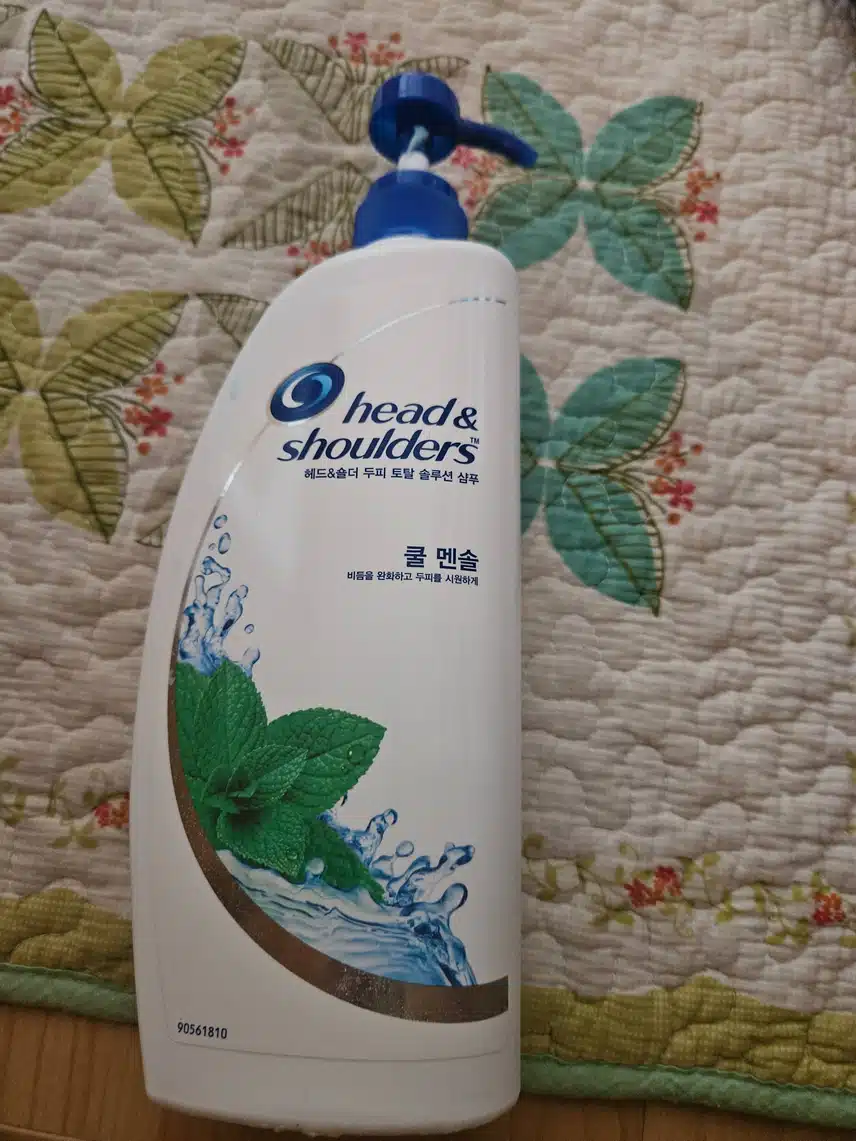 head &
shoulders™
헤드&숄더 두피 토탈 솔루션 샴푸
쿨 멘솔
비듬을 완화하고 두피를 시원하게
90561810